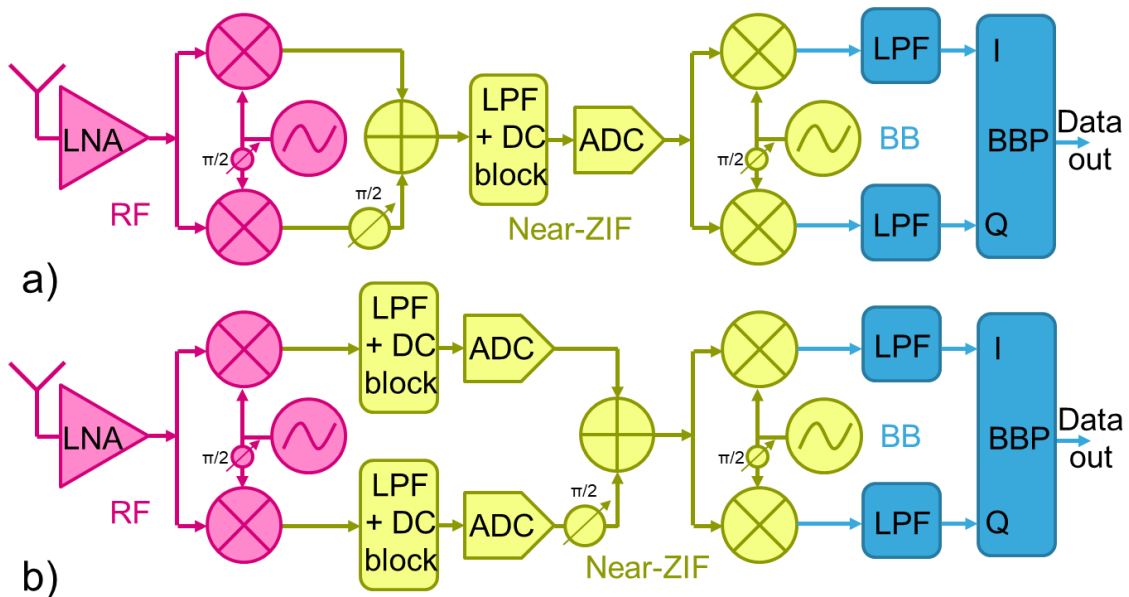 LNA
RF
π/2
π/2
LPF
+ DC
block
ADC
Near-ZIF
π/2
BB
LPF
LPF
I
BBP
Q
Data
out
a)
LNA
RF
π/2
LPF
+ DC
block
ADC
LPF
+ DC
block
ADC
π/2
Near-ZIF
π/2
BB
LPF
LPF
I
BBP
Q
Data
out
b)